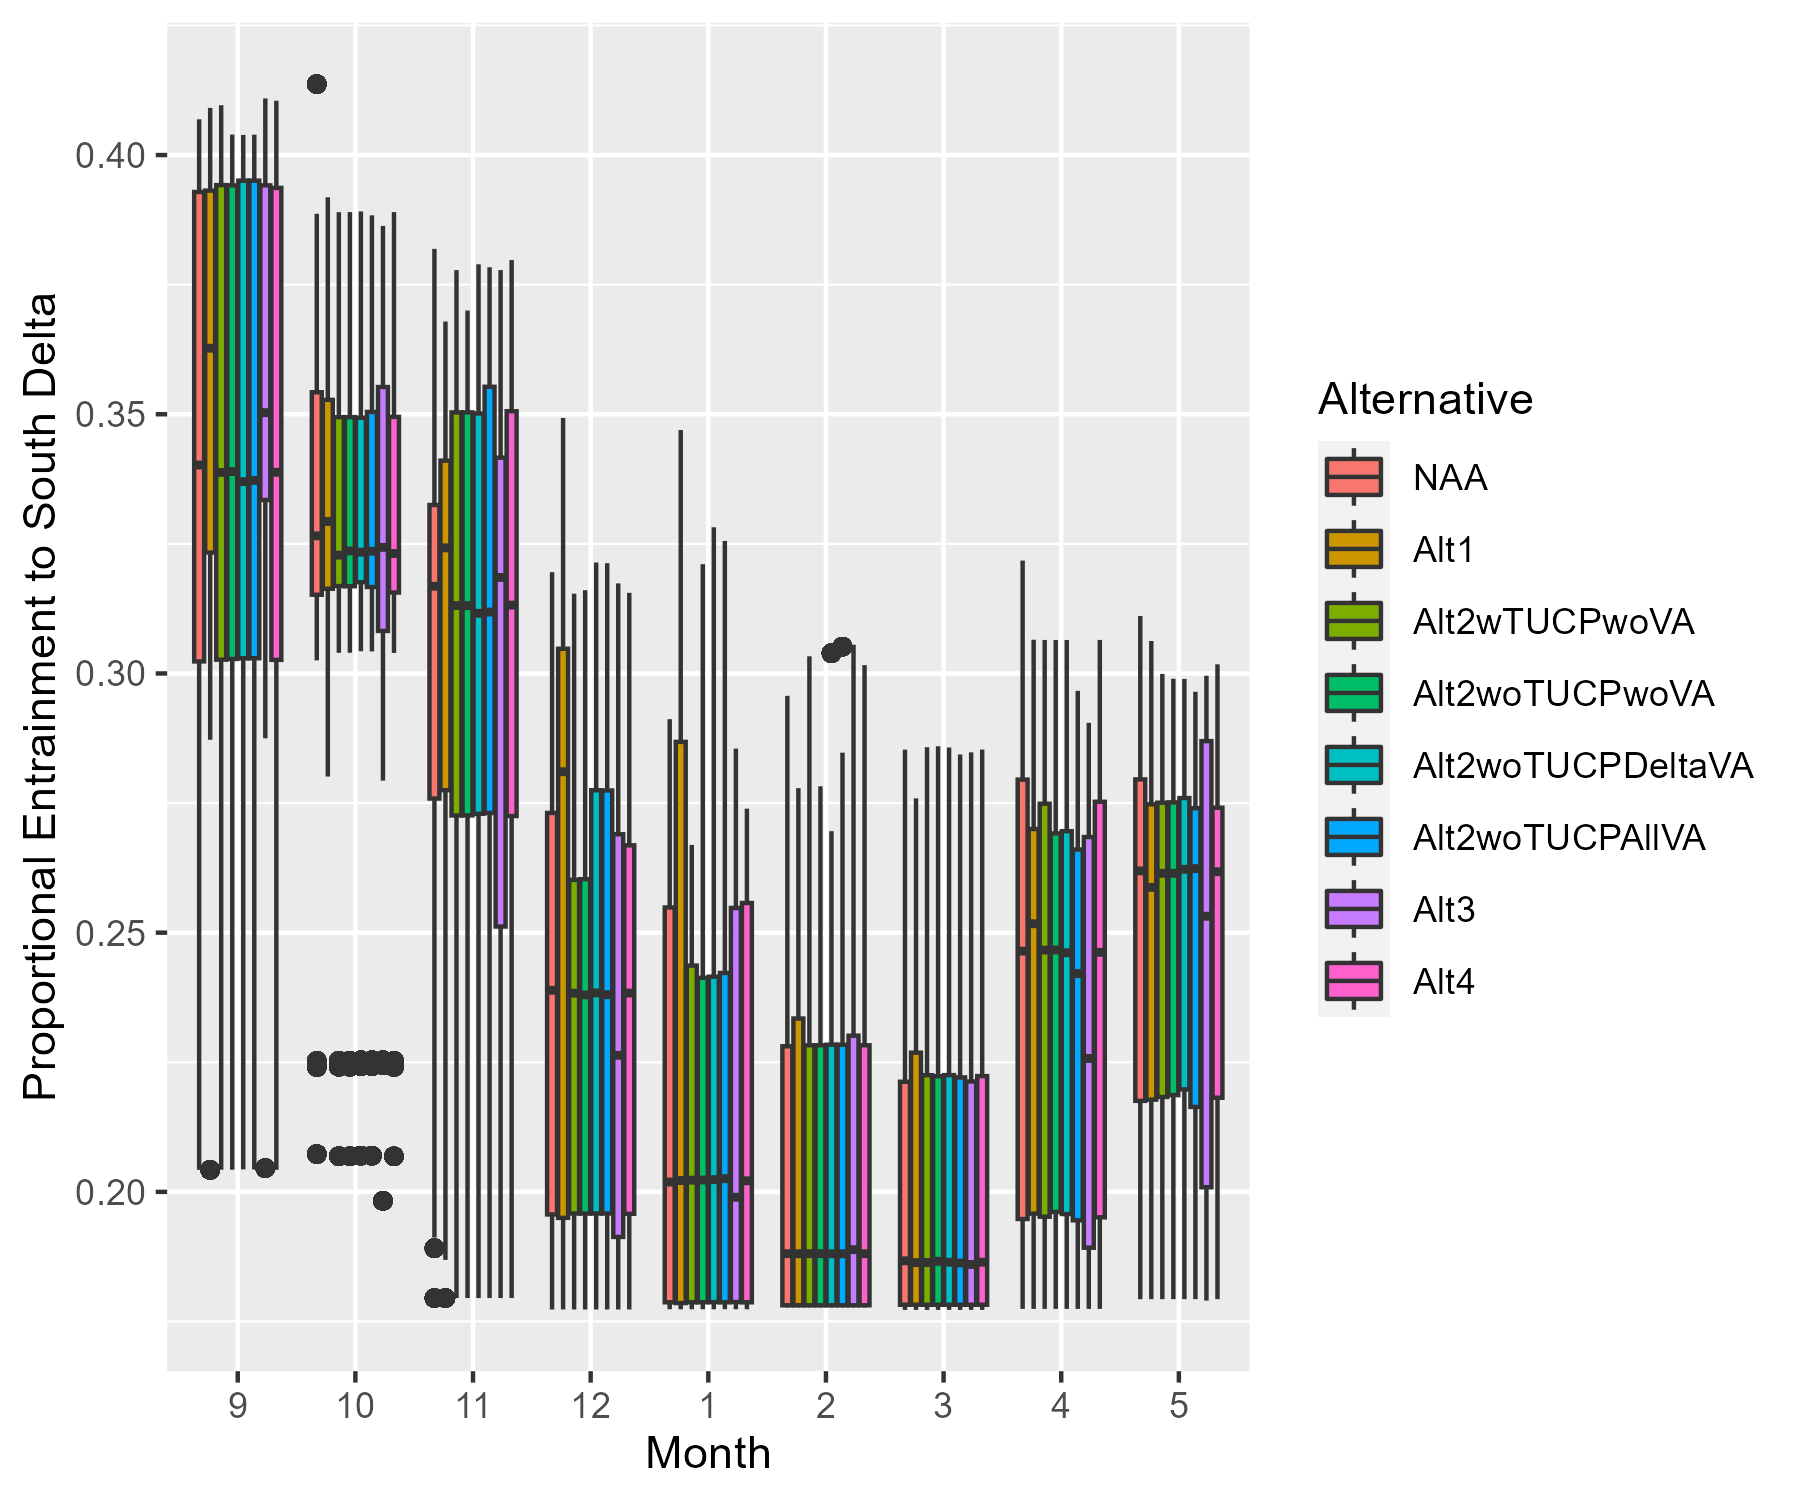 Proportional Entrainment to South Delta
0.40
0.35
0.30
0.25
0.20
9 10 11 12 1 2 3 4 5
Month
Alternative
NAA
Alt1
Alt2wTUCPwoVA
Alt2woTUCPwoVA
Alt2woTUCPDeltaVA
Alt2woTUCPAllVA
Alt3
Alt4